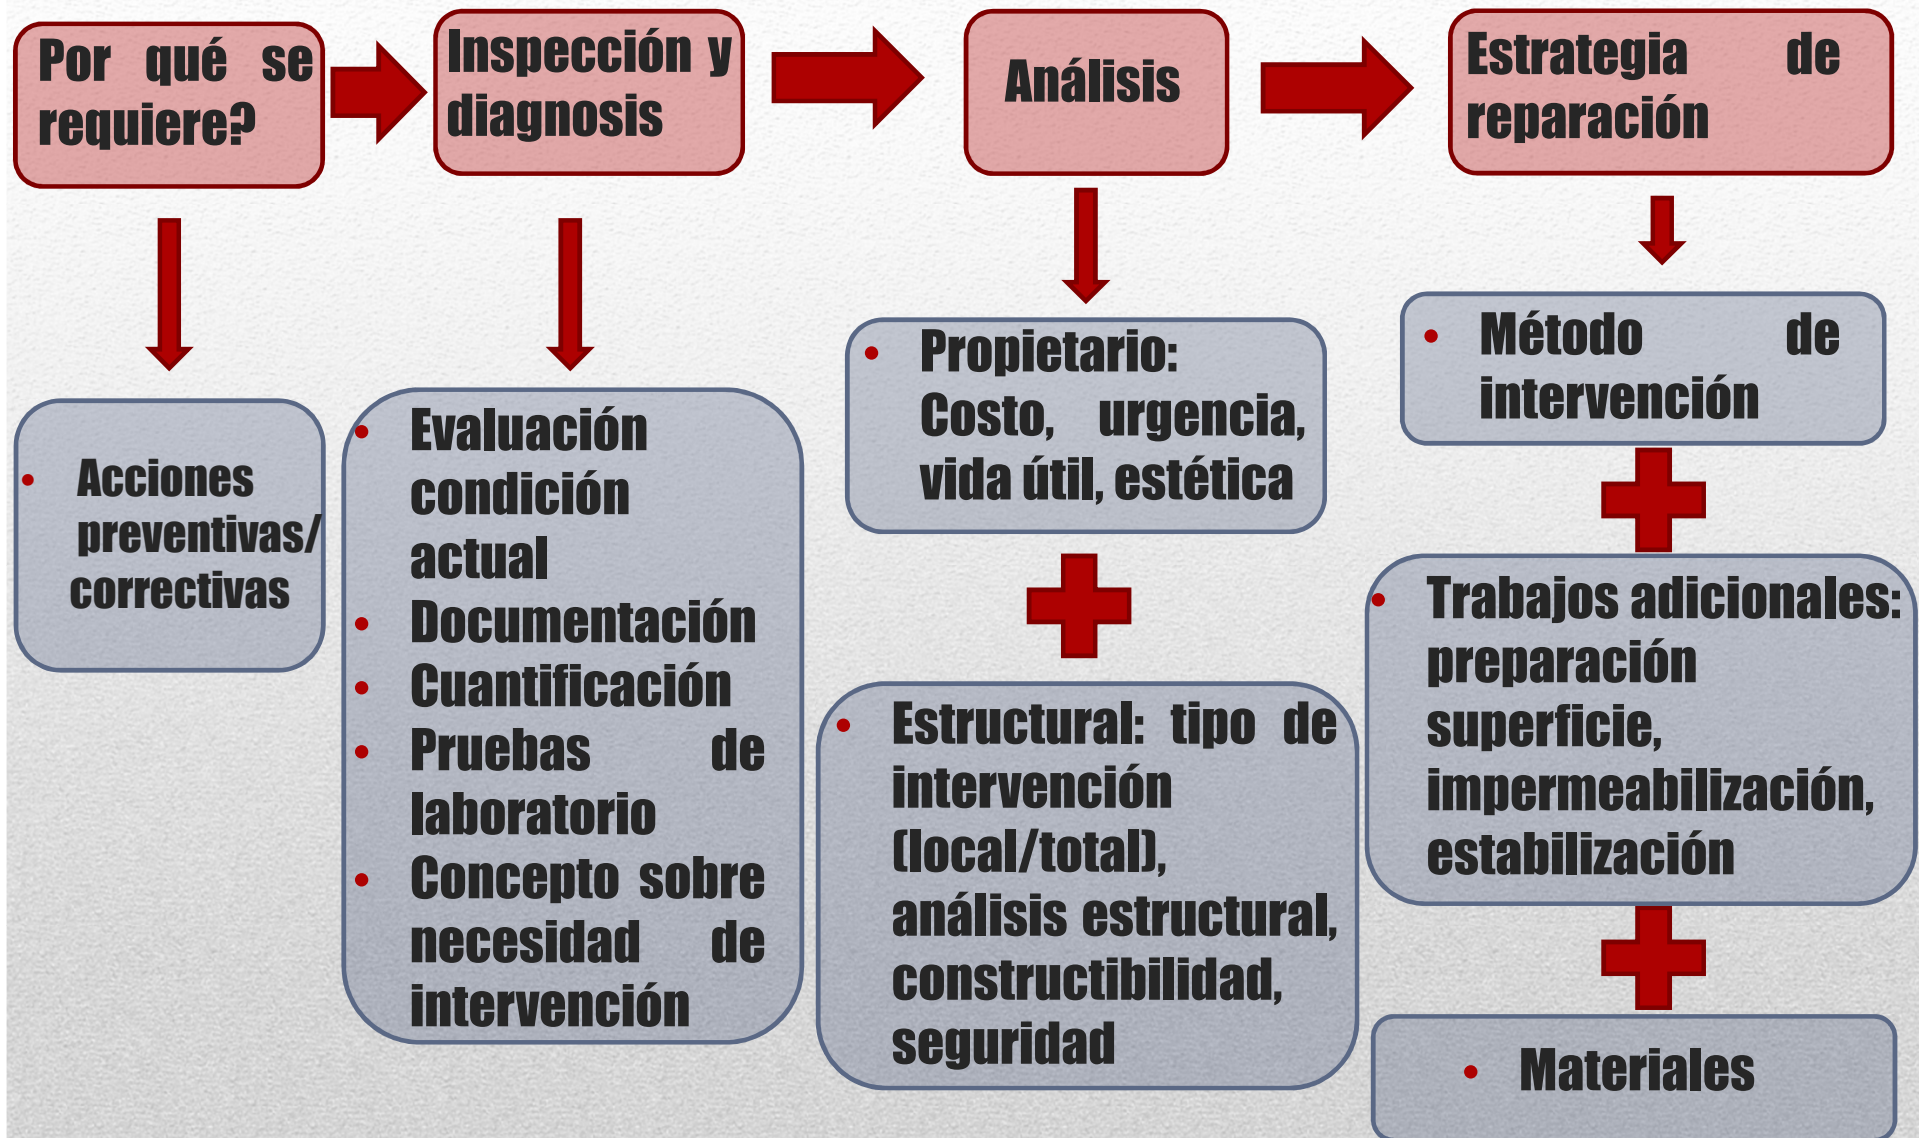 Por qué se
requiere?
Inspección y
diagnosis
Análisis
Estrategia de
reparación
• Acciones
preventivas/
correctivas
• Evaluación
condición
actual
• Documentación
• Cuantificación
• Pruebas de
laboratorio
• Concepto sobre
necesidad de
intervención
• Propietario:
Costo, urgencia,
vida útil, estética
• Estructural: tipo de
intervención
(local/total),
análisis estructural,
constructibilidad,
seguridad
• Método de
intervención
• Trabajos adicionales:
preparación
superficie,
impermeabilización,
estabilización
• Materiales